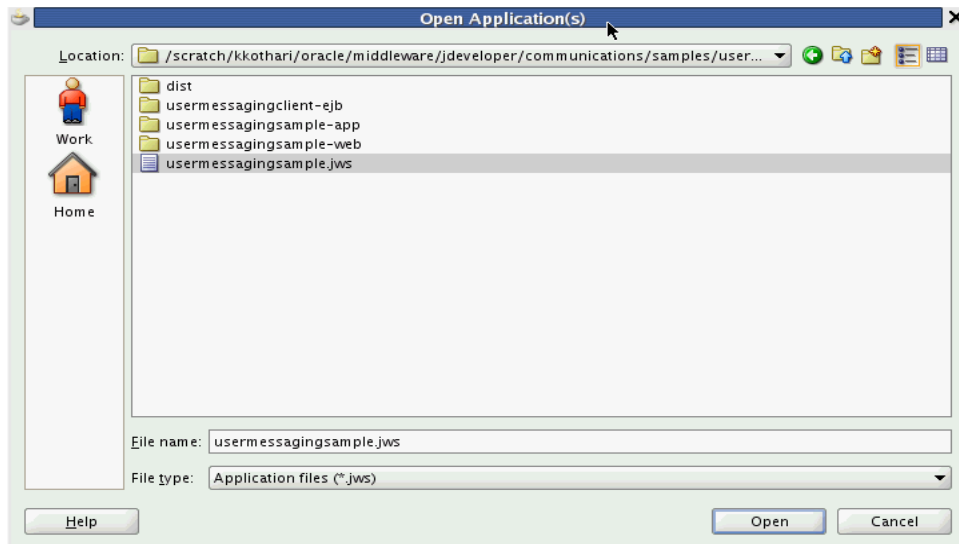 Open Application(s)
Location: /scratch/kkothari/oracle/middleware/jdeveloper/communications/samples/user...
Work
Home
dist
usermessagingclient-ejb
usermessagingsample-app
usermessagingsample-web
usermessagingsample.jws
File name: usermessagingsample.jws
File type: Application files (*.jws)
Help Open Cancel